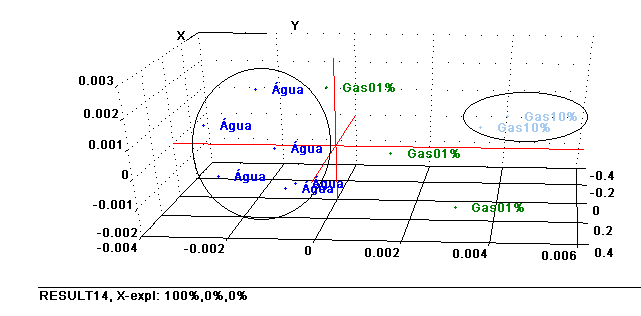 Y
X
0.003
Água
Gas01%
0.002
Água
Gas10%
Gas10%
0.001
Água
Gas01%
0
Água
Água
Água
-0.4
-0.2
-0.001
Gas01%
0
-0.002
0.2
-0.004
-0.002
0
0.002
0.004
0.006
0.4
RESULT14, X-expl: 100%,0%,0%